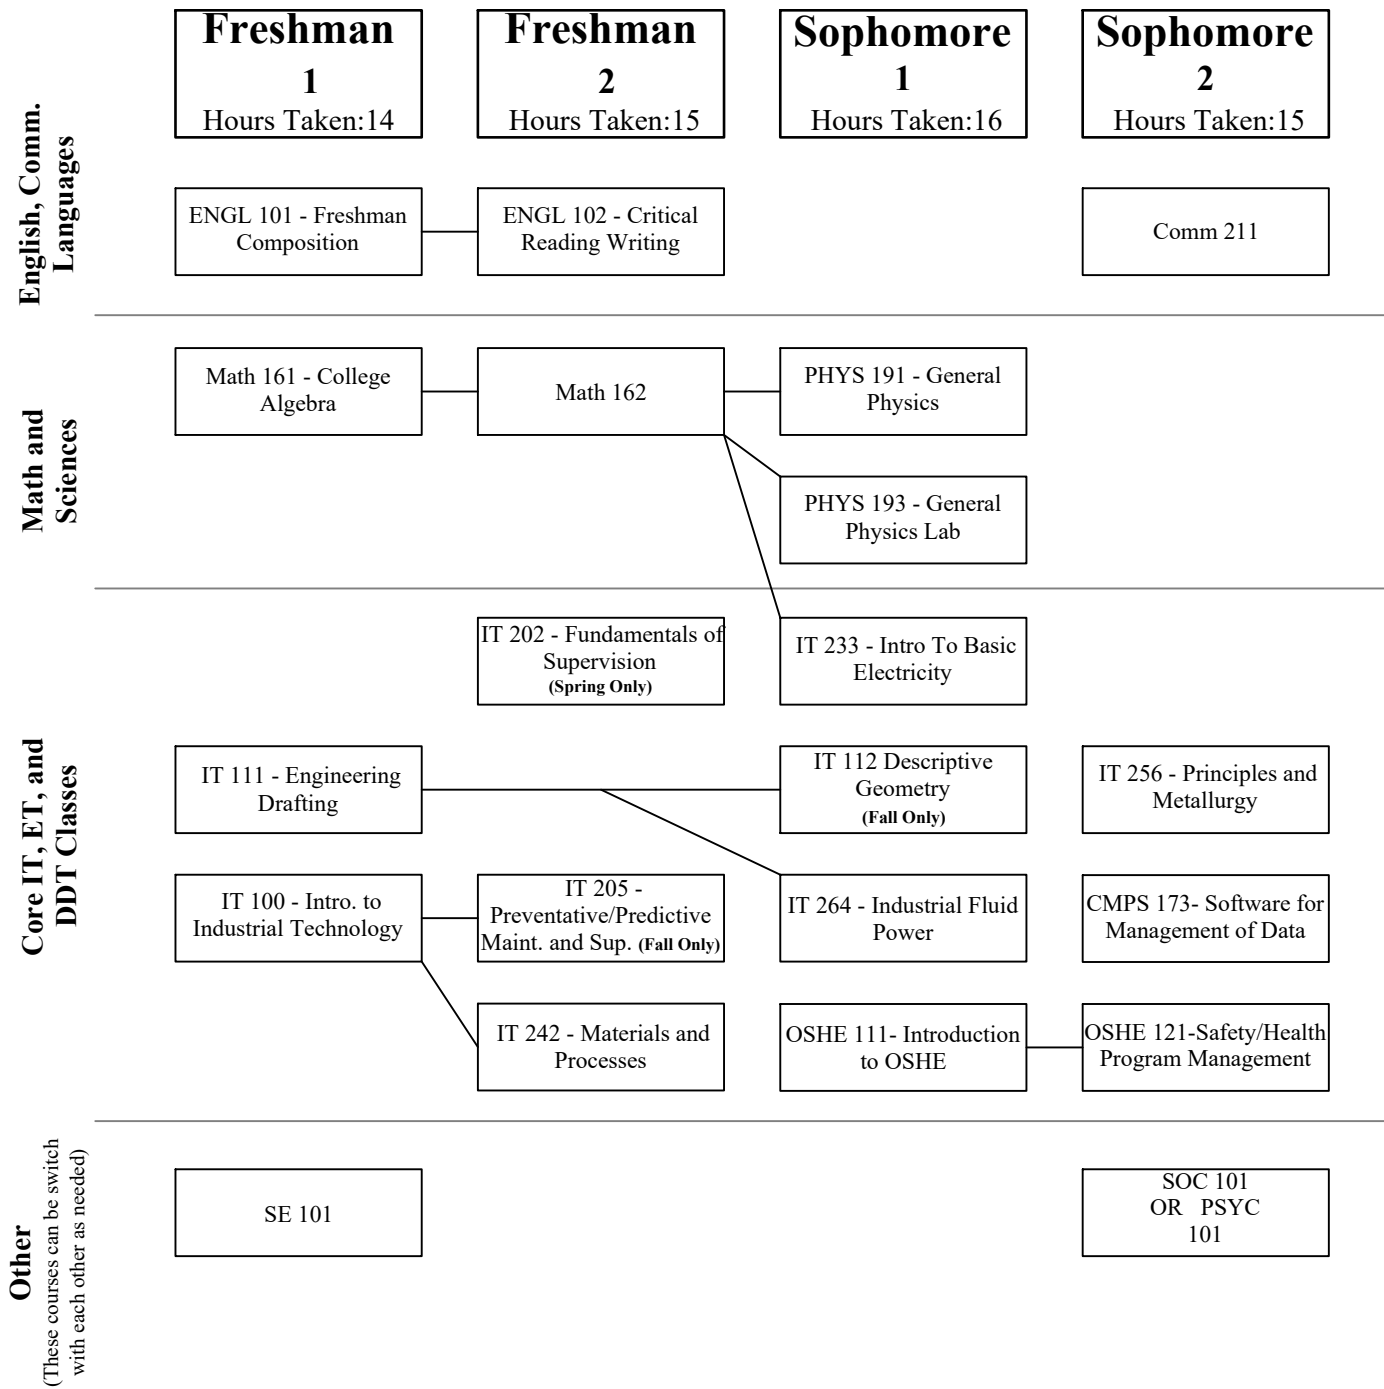 Freshman
1
Hours Taken:14
Freshman
2
Hours Taken:15
Sophomore
1
Hours Taken:16
Sophomore
2
Hours Taken:15
English, Comm.
Languages
ENGL 101 - Freshman
Composition
ENGL 102 - Critical
Reading Writing
Comm 211
Math and
Sciences
Math 161 - College
Algebra
Math 162
PHYS 191 - General
Physics
PHYS 193 - General
Physics Lab
Core IT, ET, and
DDT Classes
IT 202 - Fundamentals of
Supervision
(Spring Only)
IT 233 - Intro To Basic
Electricity
IT 111 - Engineering
Drafting
IT 112 Descriptive
Geometry
(Fall Only)
IT 256 - Principles and
Metallurgy
IT 100 - Intro. to
Industrial Technology
IT 205 -
Preventative/Predictive
Maint. and Sup. (Fall Only)
IT 264 - Industrial Fluid
Power
CMPS 173- Software for
Management of Data
IT 242 - Materials and
Processes
OSHE 111- Introduction
to OSHE
OSHE 121-Safety/Health
Program Management
Other
(These courses can be switch
with each other as needed)
SE 101
SOC 101
OR PSYC
101